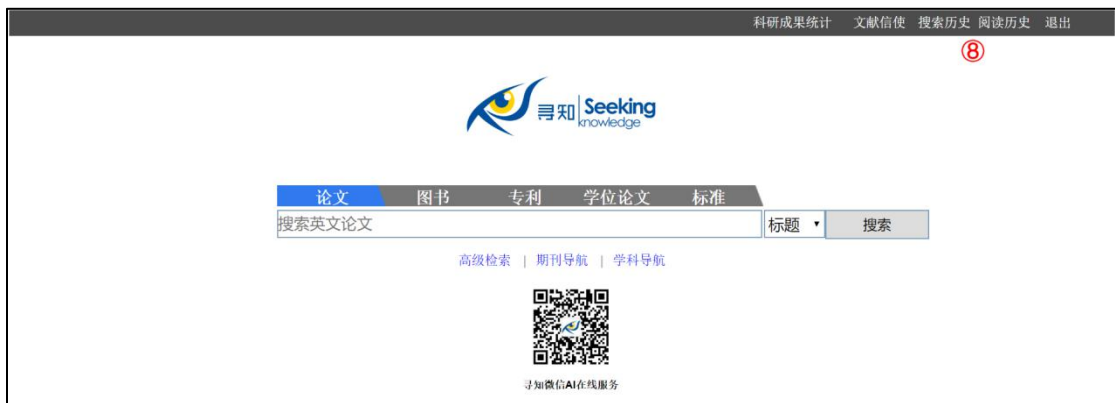 科研成果统计 文献信使 搜索历史 阅读历史 退出
⑧
寻知 Seeking
knowledge
论文 图书 专利 学位论文 标准
搜索英文论文 标题 搜索
高级检索 | 期刊导航 | 学科导航
寻知微信AI在线服务